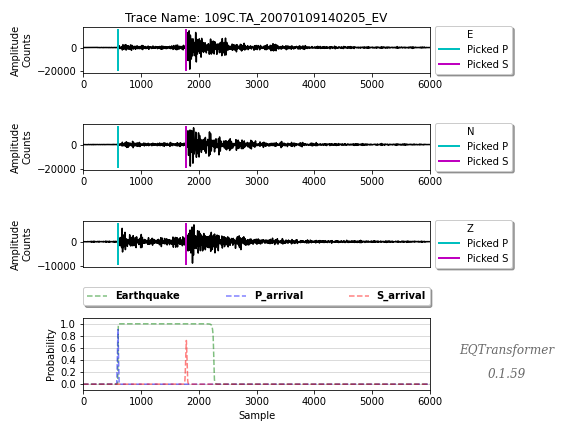 Trace Name: 109C.TA_20070109140205_EV
Amplitude
Counts
0
−20000
0 1000 2000 3000 4000 5000 6000
E
Picked P
Picked S
Amplitude
Counts
0
−20000
0 1000 2000 3000 4000 5000 6000
N
Picked P
Picked S
Amplitude
Counts
0
−10000
0 1000 2000 3000 4000 5000 6000
Z
Picked P
Picked S
Earthquake P_arrival S_arrival
Probability
1.0
0.8
0.6
0.4
0.2
0.0
0 1000 2000 3000 4000 5000 6000
Sample
EQTransformer
0.1.59